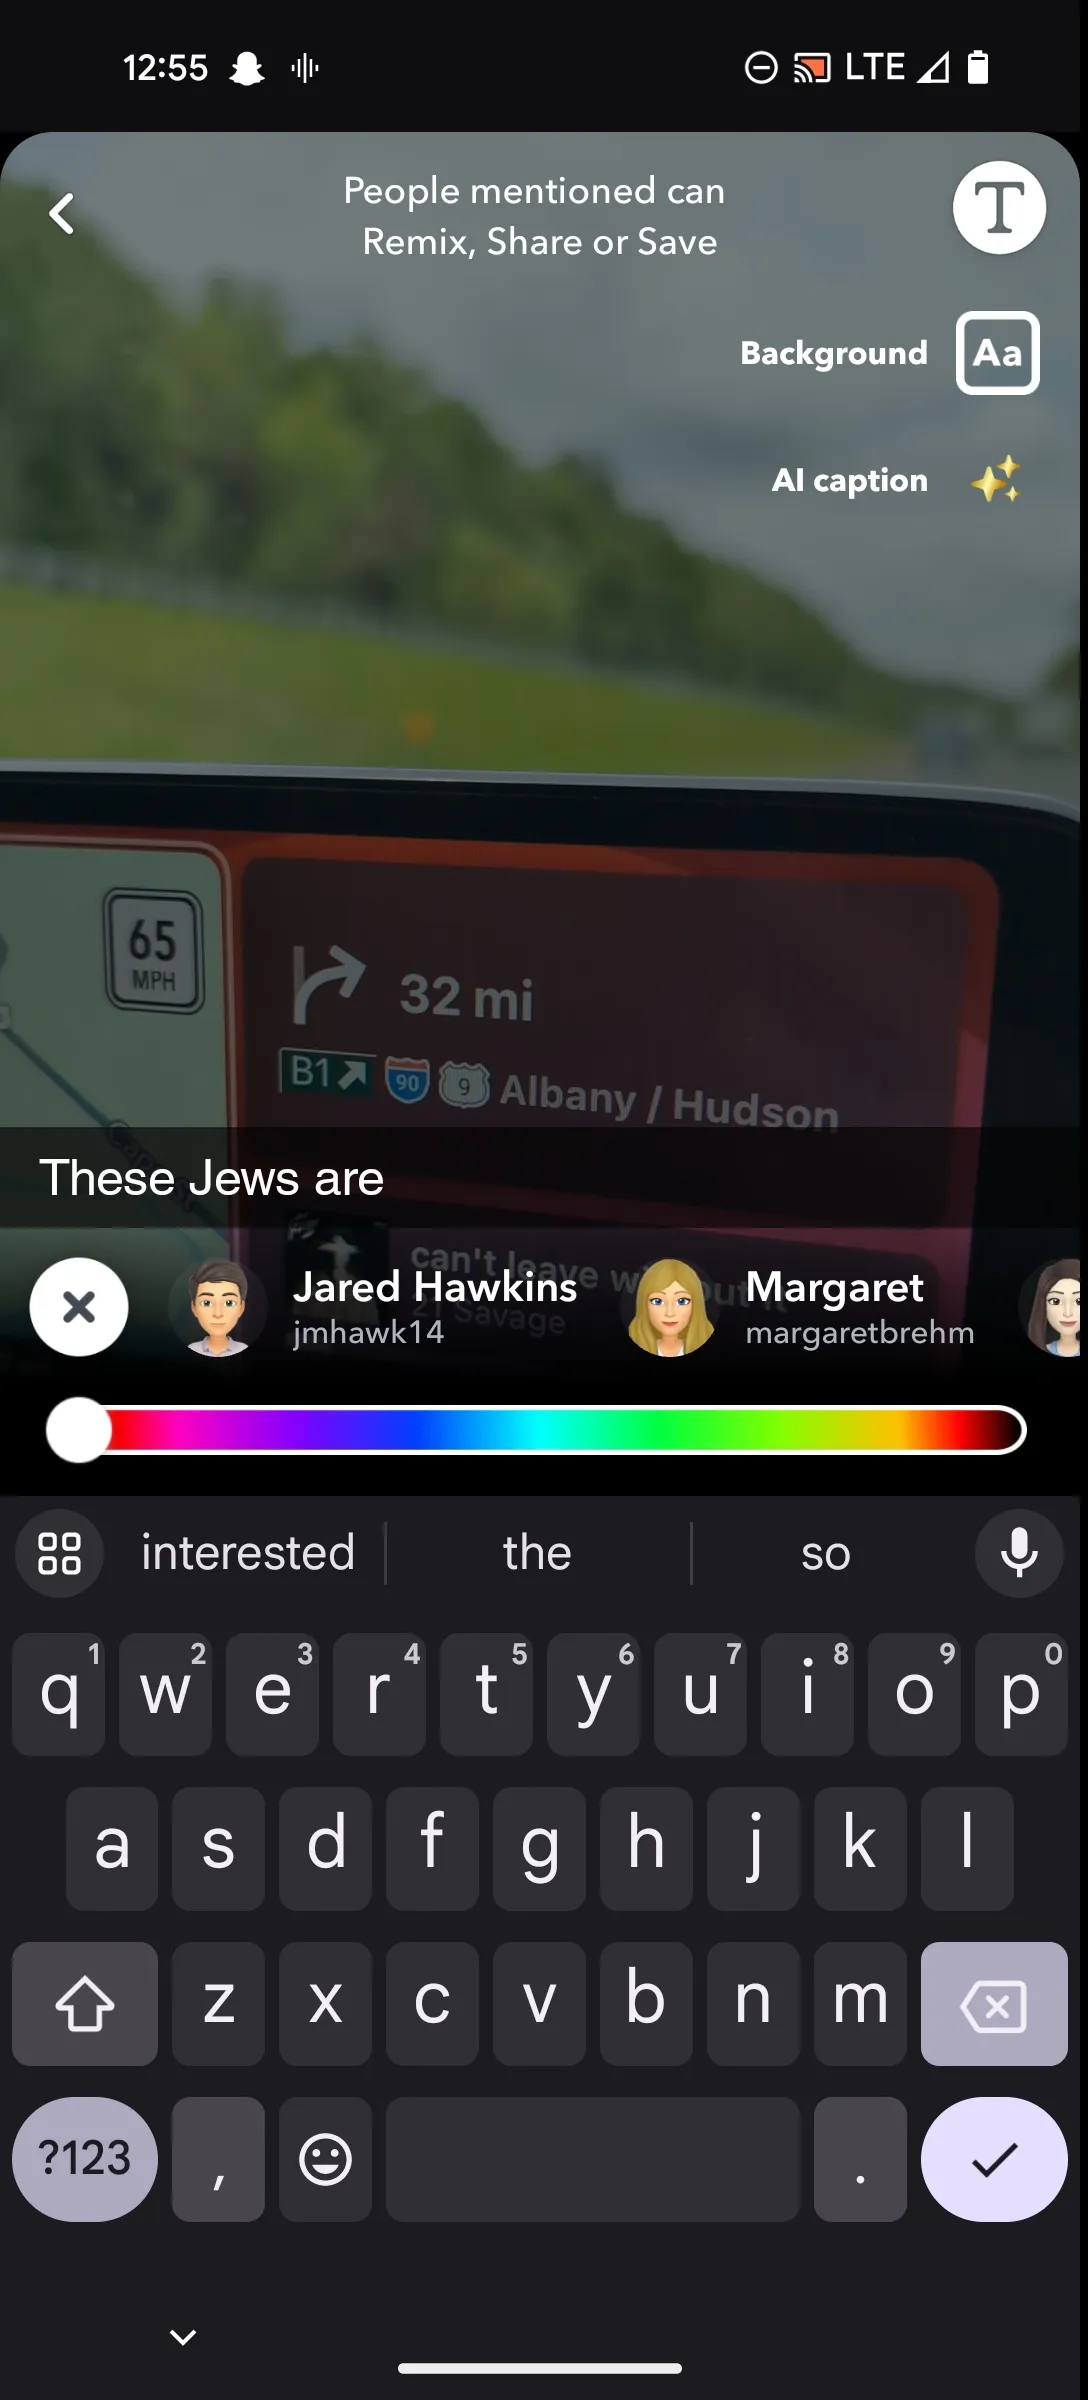 12:55
LTE
People mentioned can
Remix, Share or Save
T
Background
Aa
AI caption
65
MPH
32 mi
B1
90
9
Albany / Hudson
These Jews are
can't leave without it
21 Savage
Jared Hawkins
jmhawk14
Margaret
margaretbrehm
interested
the
so
q1 w2 e3 r4 t5 y6 u7 i8 o9 p0
a s d f g h j k l
z x c v b n m
?123 , .